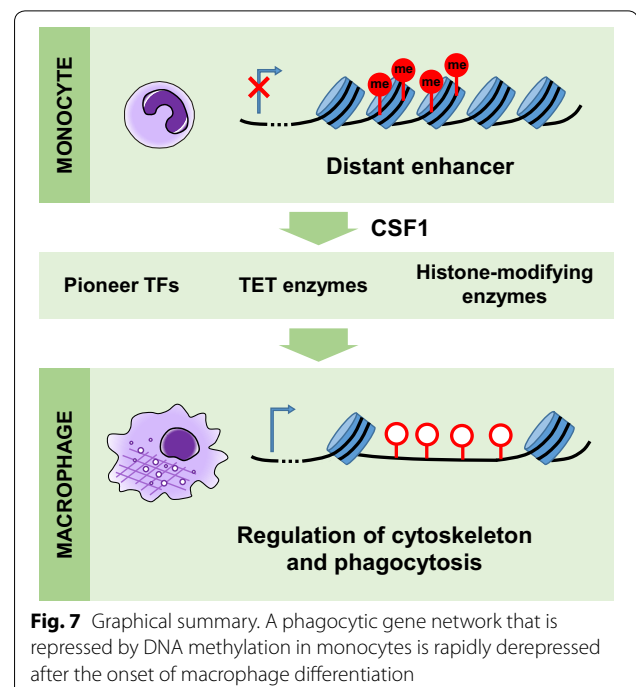 MONOCYTE
me me me me
Distant enhancer
CSF1
Pioneer TFs TET enzymes Histone-modifying
enzymes
MACROPHAGE
Regulation of cytoskeleton
and phagocytosis
Fig. 7 Graphical summary. A phagocytic gene network that is
repressed by DNA methylation in monocytes is rapidly derepressed
after the onset of macrophage differentiation